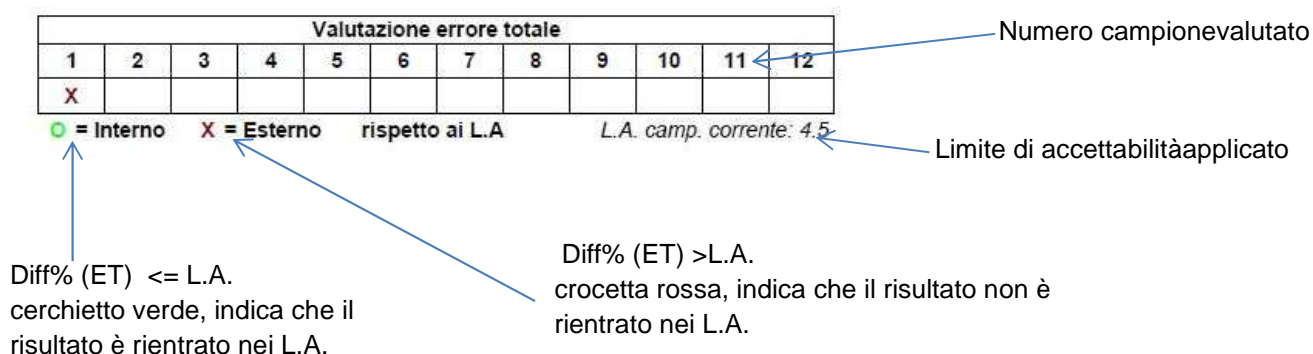 Valutazione errore totale
1 2 3 4 5 6 7 8 9 10 11 12
X
O = Interno X = Esterno rispetto ai L.A L.A. camp. corrente: 4.5
Numero campionevalutato
Limite di accettabilitàapplicato
Diff% (ET) <= L.A.
cerchietto verde, indica che il
risultato è rientrato nei L.A.
Diff% (ET) >L.A.
crocetta rossa, indica che il risultato non è
rientrato nei L.A.